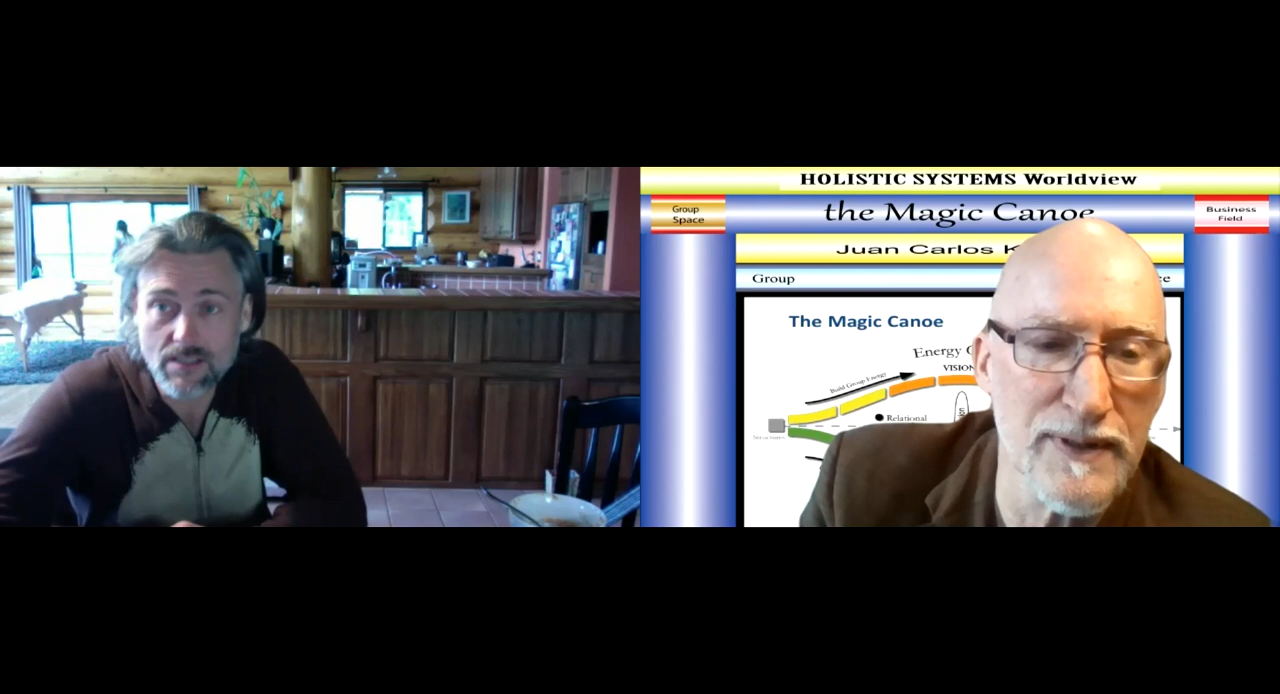 HOLISTIC SYSTEMS Worldview
Group
Space
the Magic Canoe
Business
Field
Juan Carlos K
Group
ce
The Magic Canoe
Energy C
VISION
Build Group Energy
Relational